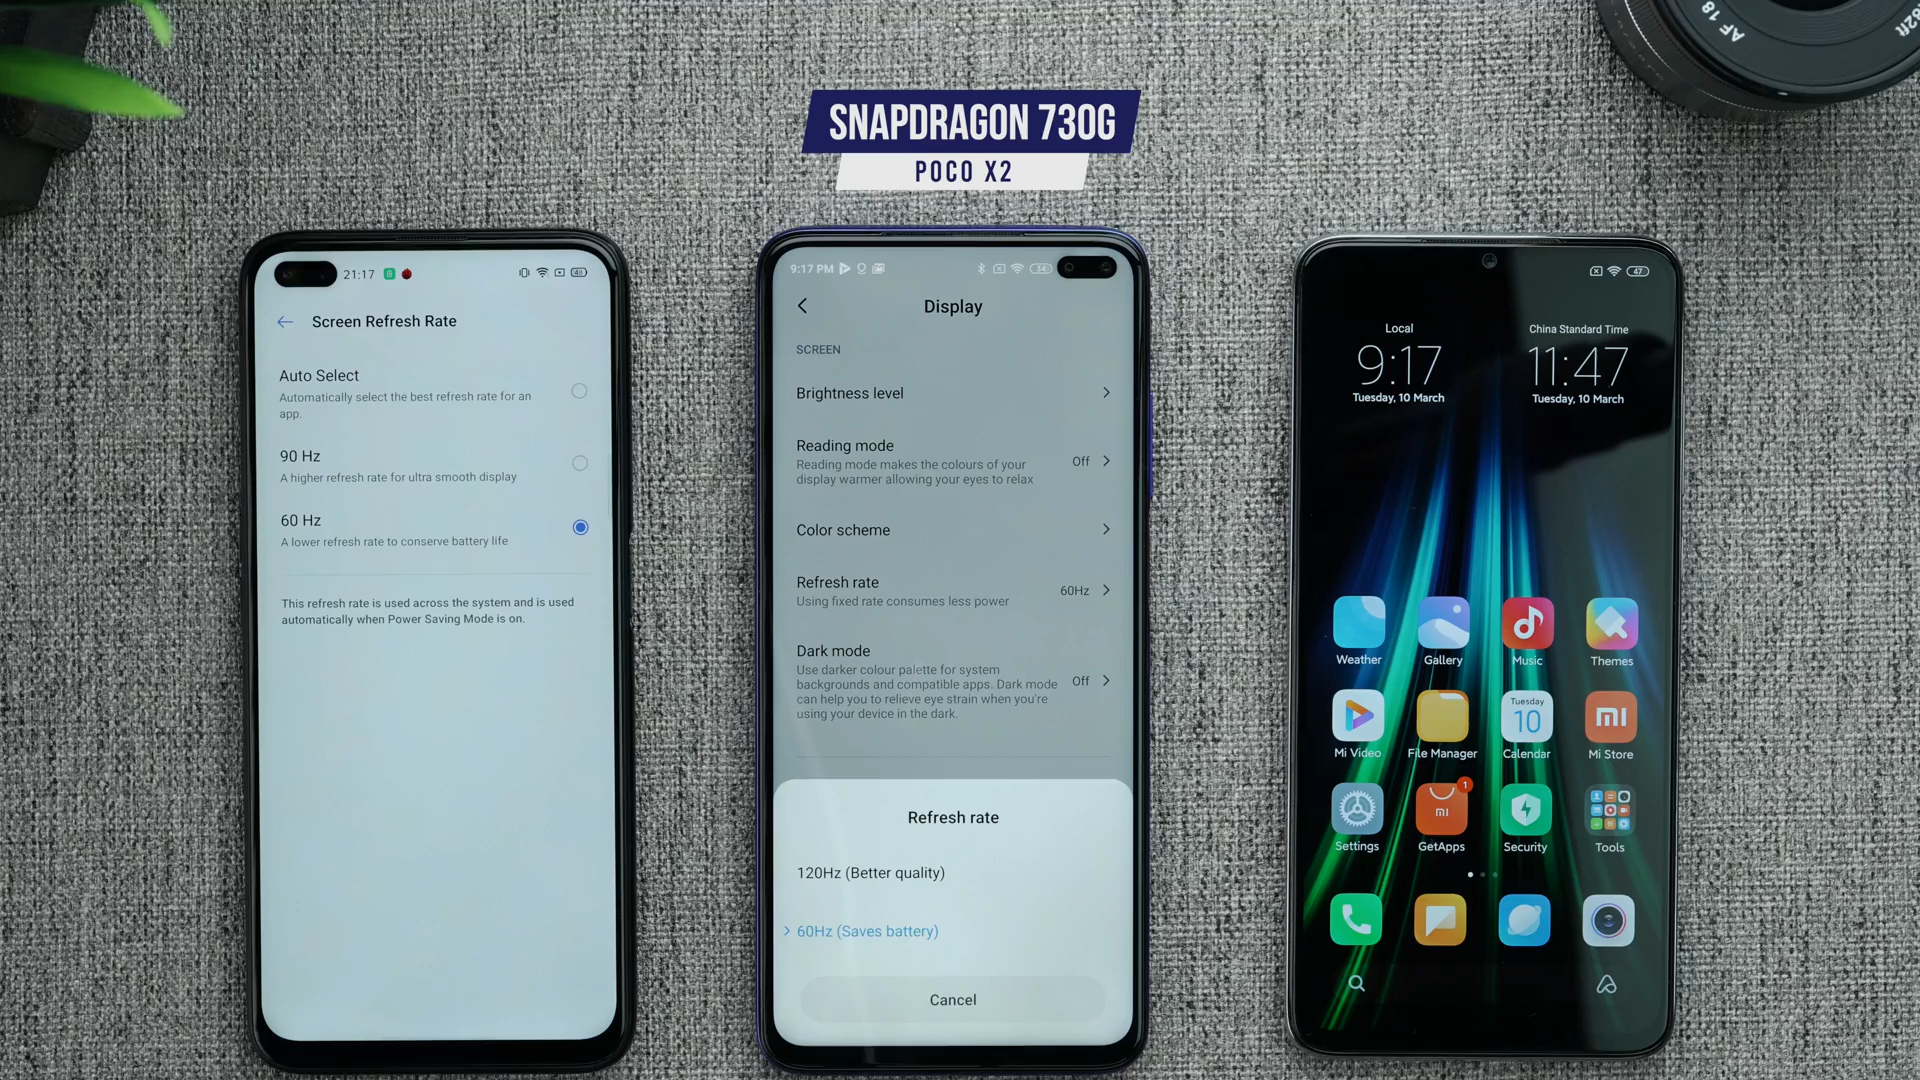 AF 18
62ft
SNAPDRAGON 730G
POCO X2
21:17
48
Screen Refresh Rate
Auto Select
Automatically select the best refresh rate for an
app.
90 Hz
A higher refresh rate for ultra smooth display
60 Hz
A lower refresh rate to conserve battery life
This refresh rate is used across the system and is used
automatically when Power Saving Mode is on.
9:17 PM
34
Display
SCREEN
Brightness level
Reading mode
Reading mode makes the colours of your
display warmer allowing your eyes to relax
Off
Color scheme
Refresh rate
Using fixed rate consumes less power
60Hz
Dark mode
Use darker colour palette for system
backgrounds and compatible apps. Dark mode
can help you to relieve eye strain when you're
using your device in the dark.
Off
Refresh rate
120Hz (Better quality)
60Hz (Saves battery)
Cancel
47
Local
9:17
Tuesday, 10 March
China Standard Time
11:47
Tuesday, 10 March
Weather
Gallery
Music
Themes
Mi Video
File Manager
Tuesday
10
Calendar
mi
Mi Store
Settings
1
mi
GetApps
Security
Tools